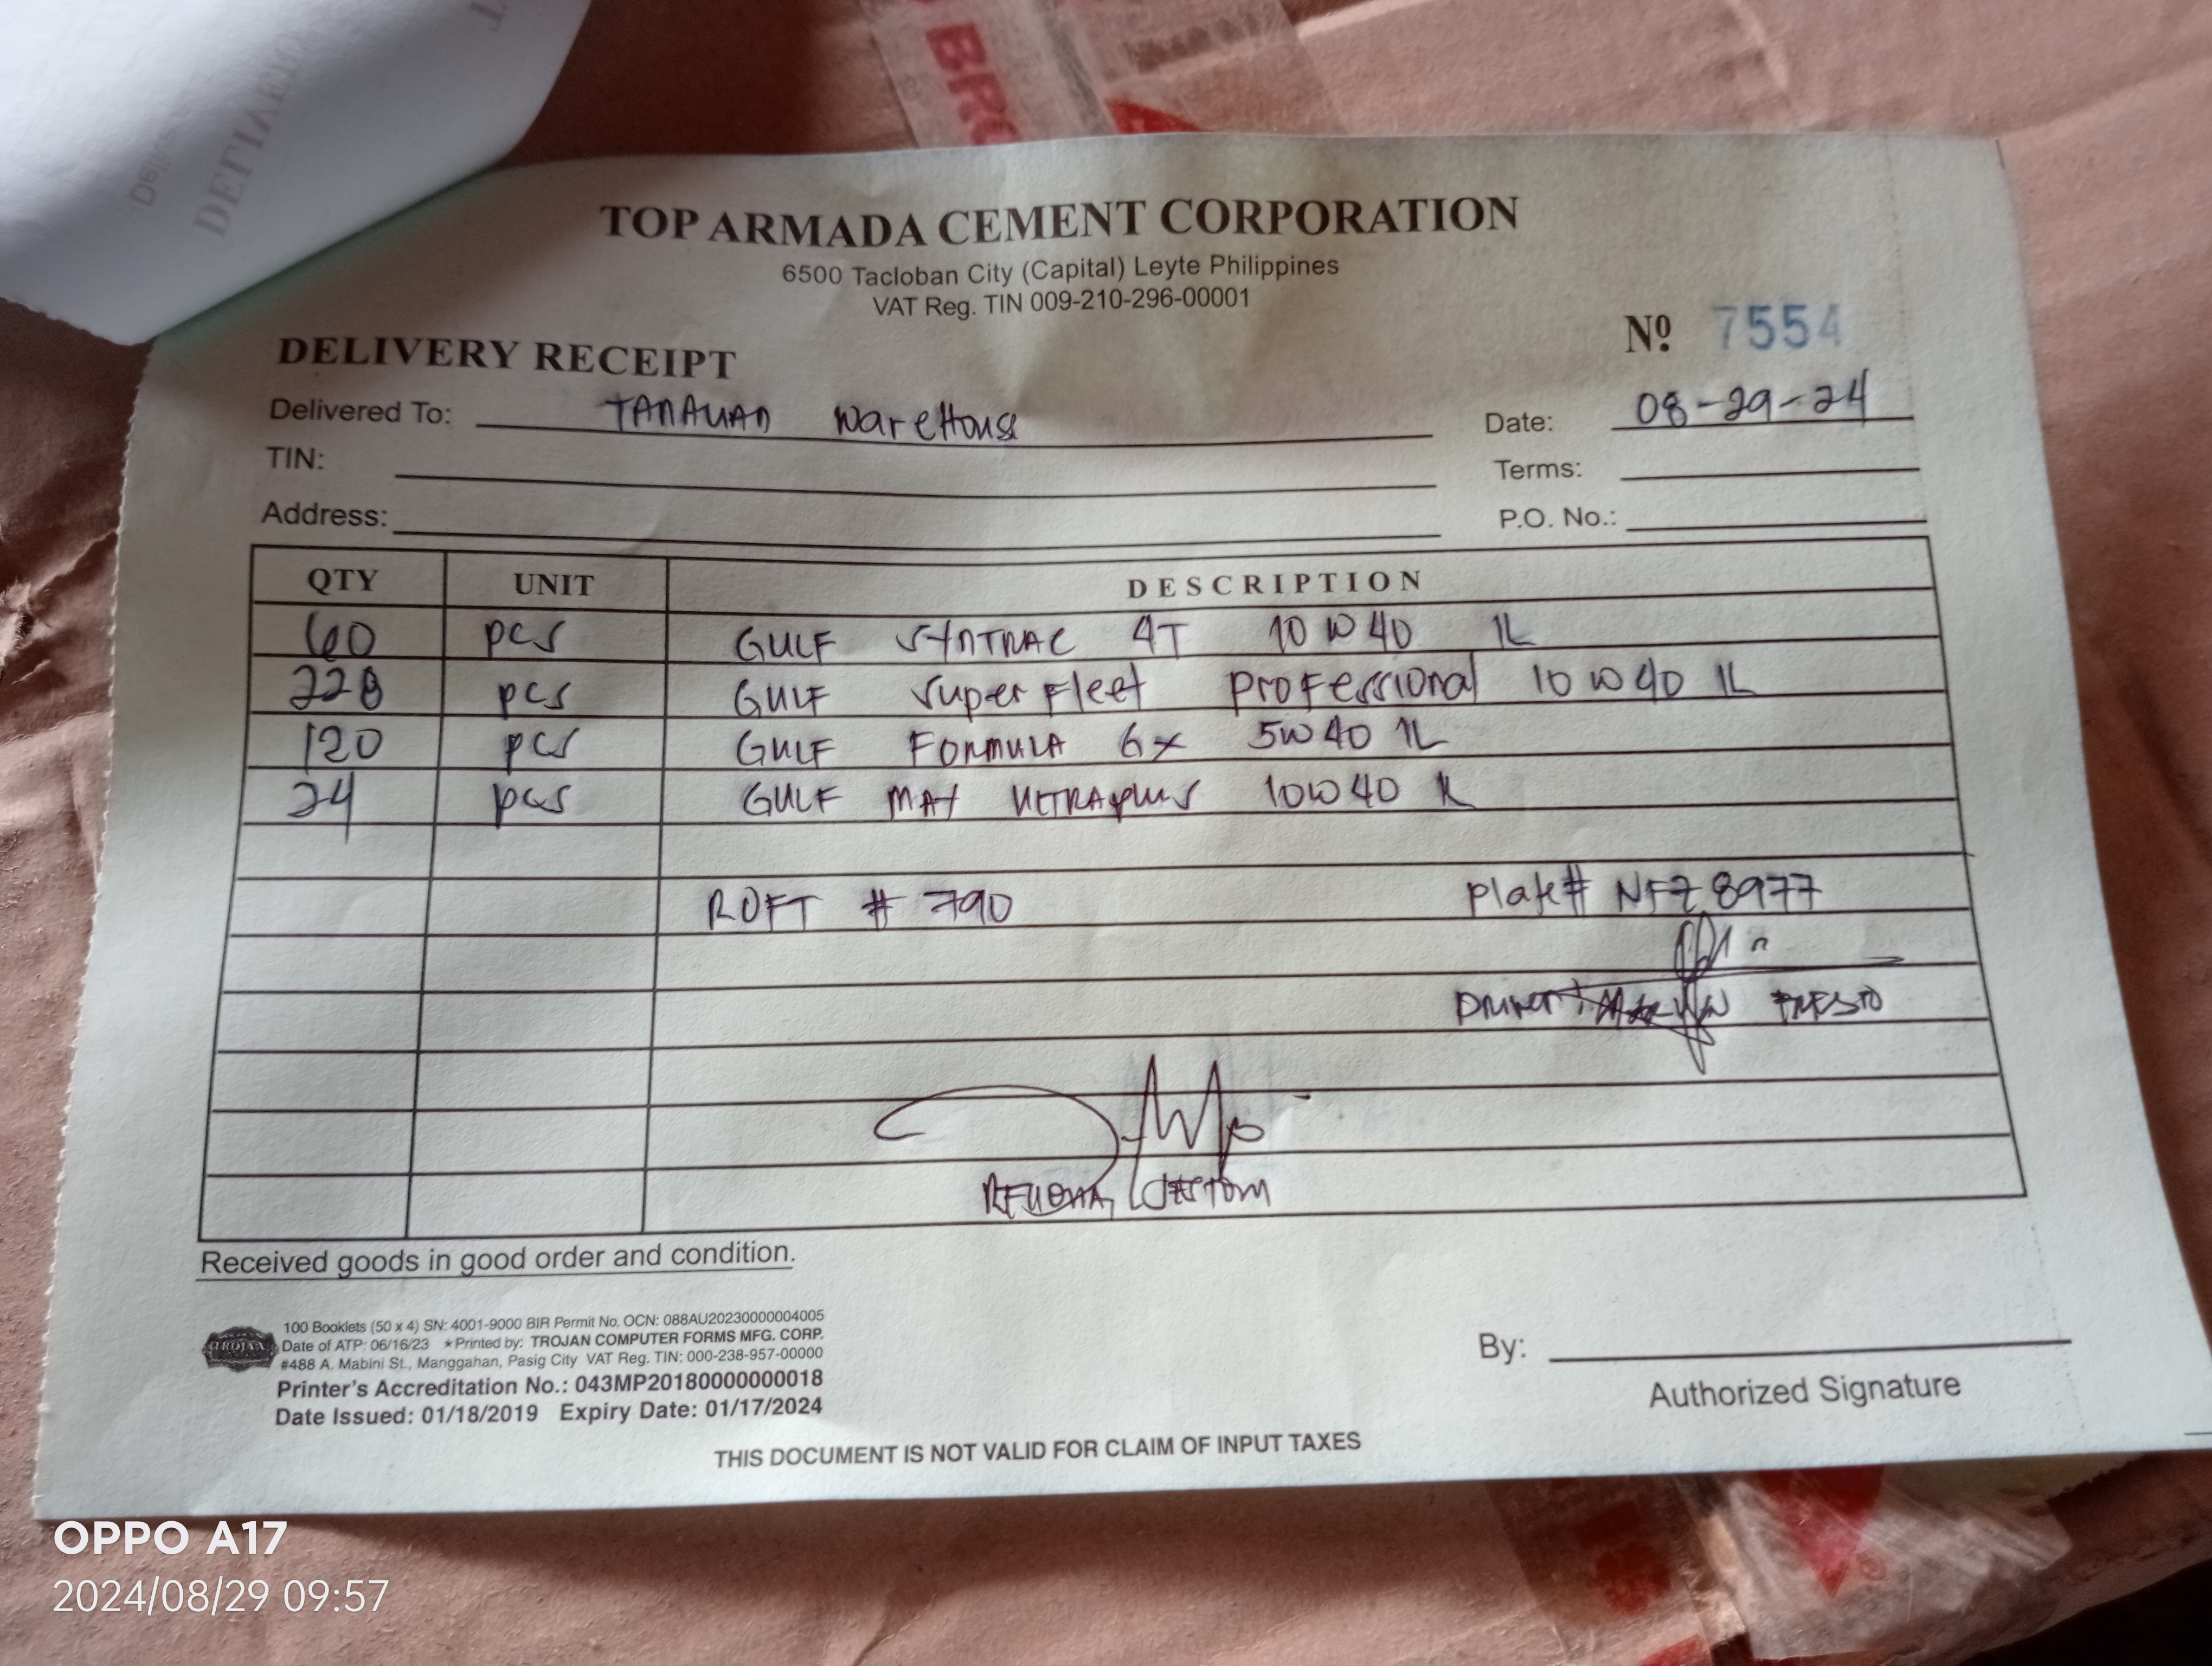 BRO
TOP ARMADA CEMENT CORPORATION
6500 Tacloban City (Capital) Leyte Philippines
VAT Reg. TIN 009-210-296-00001
DELIVERY RECEIPT
Nº 7554
Delivered To: TANAUAN WareHouse
Date: 08-29-24
TIN:
Terms:
Address:
P.O. No.:
QTY UNIT DESCRIPTION
60 pcs GULF SYNTRAC 4T 10W40 1L
228 pcs GULF Super Fleet Professional 10W40 1L
120 pcs GULF FORMULA GX 5W40 1L
24 pcs GULF MAX ULTRAPLUS 10W40 1L
ROFT # 790 Plate# NFZ 8977
Driver: PRESTO
Received goods in good order and condition.
TROJAN
100 Booklets (50 x 4) SN: 4001-9000 BIR Permit No. OCN: 088AU20230000004005
Date of ATP: 06/16/23 ★Printed by: TROJAN COMPUTER FORMS MFG. CORP.
#488 A. Mabini St., Manggahan, Pasig City VAT Reg. TIN: 000-238-957-00000
Printer's Accreditation No.: 043MP20180000000018
Date Issued: 01/18/2019 Expiry Date: 01/17/2024
By:
Authorized Signature
THIS DOCUMENT IS NOT VALID FOR CLAIM OF INPUT TAXES
OPPO A17
2024/08/29 09:57